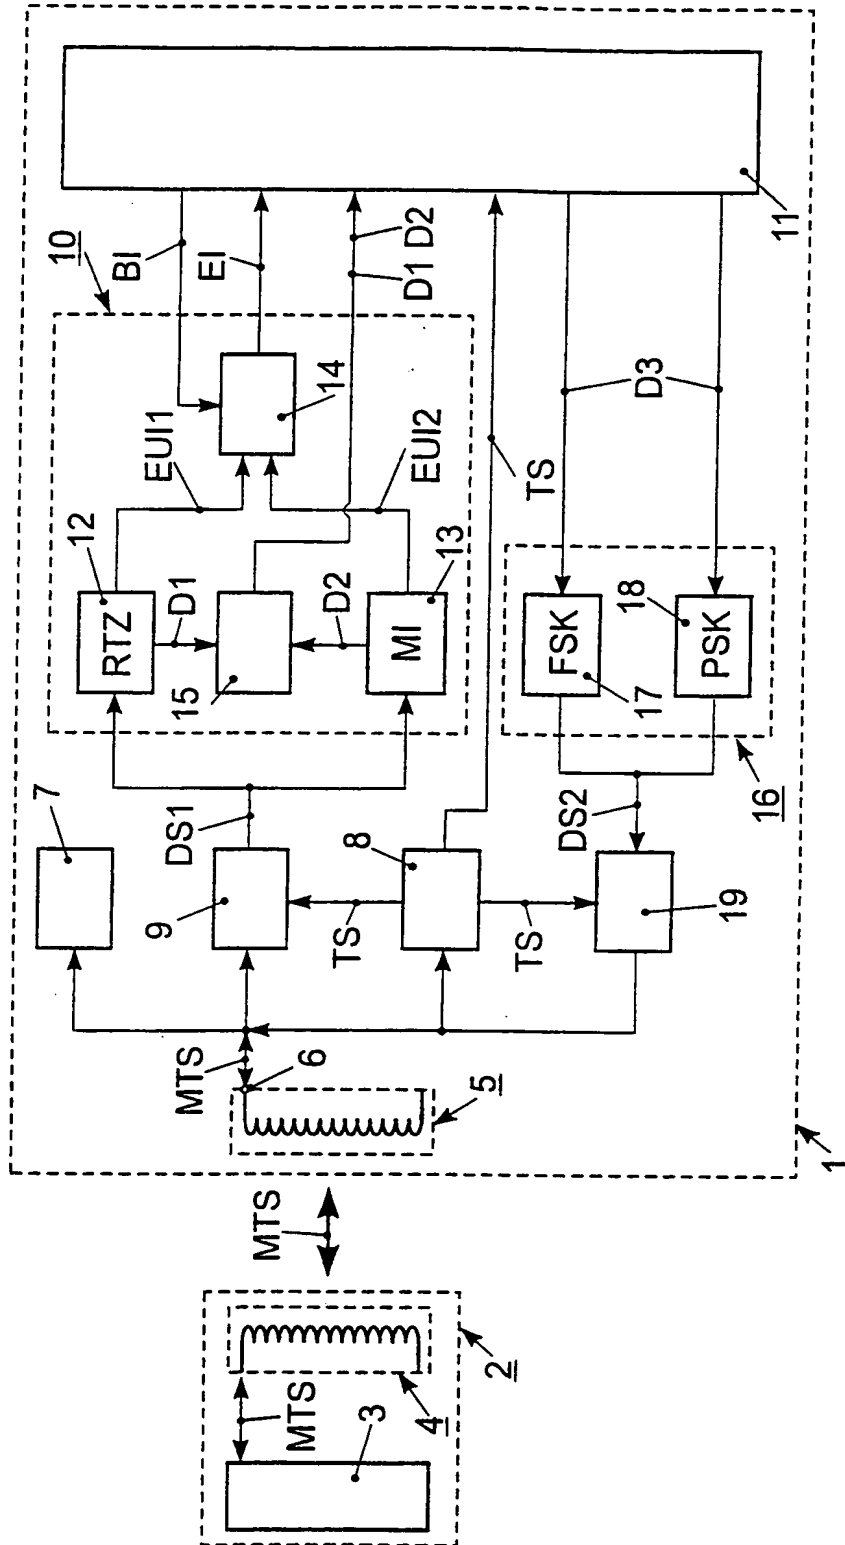 10
BI
EI
D1
D2
11
EUI1
14
EUI2
TS
D3
12
RTZ
D1
15
D2
MI
13
FSK
17
18
PSK
16
7
DS1
9
TS
8
TS
DS2
19
MTS
6
5
1
MTS
MTS
4
3
2